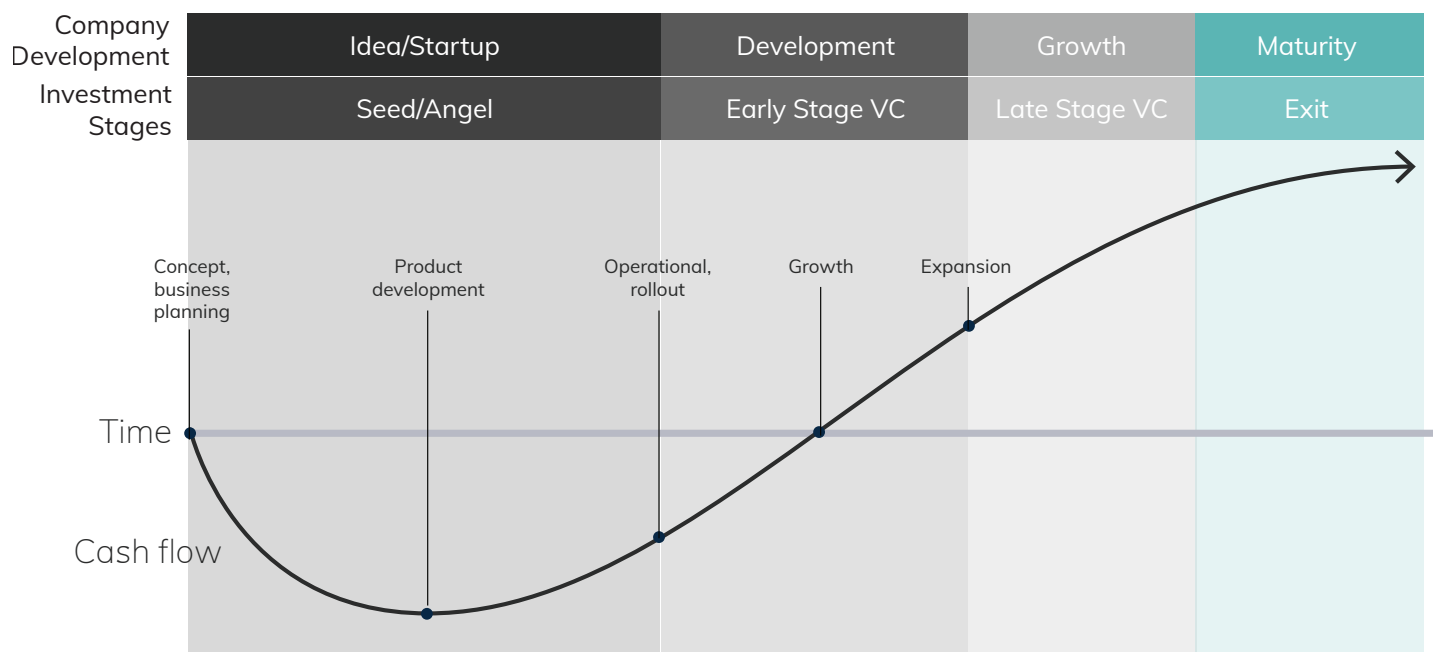 Company
Development
Idea/Startup
Development
Growth
Maturity
Investment
Stages
Seed/Angel
Early Stage VC
Late Stage VC
Exit
Concept,
business
planning
Product
development
Operational,
rollout
Growth
Expansion
Time
Cash flow